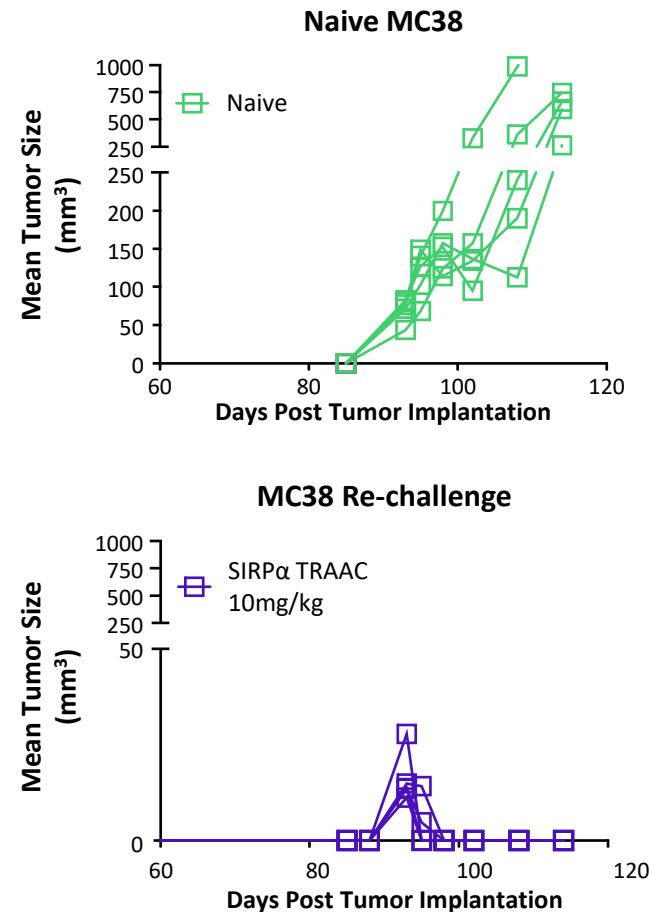 Naive MC38
Mean Tumor Size
(mm³)
1000
750
500
250
250
200
150
100
50
0
Naive
60
80
100
120
Days Post Tumor Implantation
MC38 Re-challenge
Mean Tumor Size
(mm³)
1000
750
500
250
50
0
SIRPα TRAAC
10mg/kg
60
80
100
120
Days Post Tumor Implantation